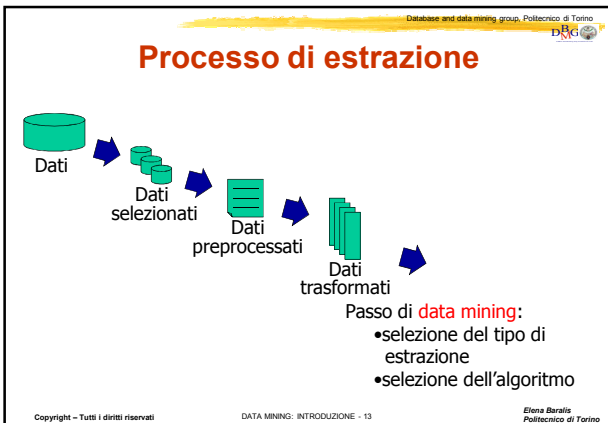 Database and data mining group, Politecnico di Torino
DBMG
Processo di estrazione
Dati
Dati
selezionati
Dati
preprocessati
Dati
trasformati
Passo di data mining:
•selezione del tipo di
estrazione
•selezione dell'algoritmo
Copyright – Tutti i diritti riservati
DATA MINING: INTRODUZIONE - 13
Elena Baralis
Politecnico di Torino